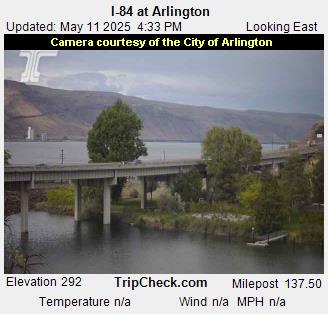 I-84 at Arlington
Updated: May 11 2025 4:33 PM Looking East
Camera courtesy of the City of Arlington
Elevation 292 TripCheck.com Milepost 137.50
Temperature n/a Wind n/a MPH n/a